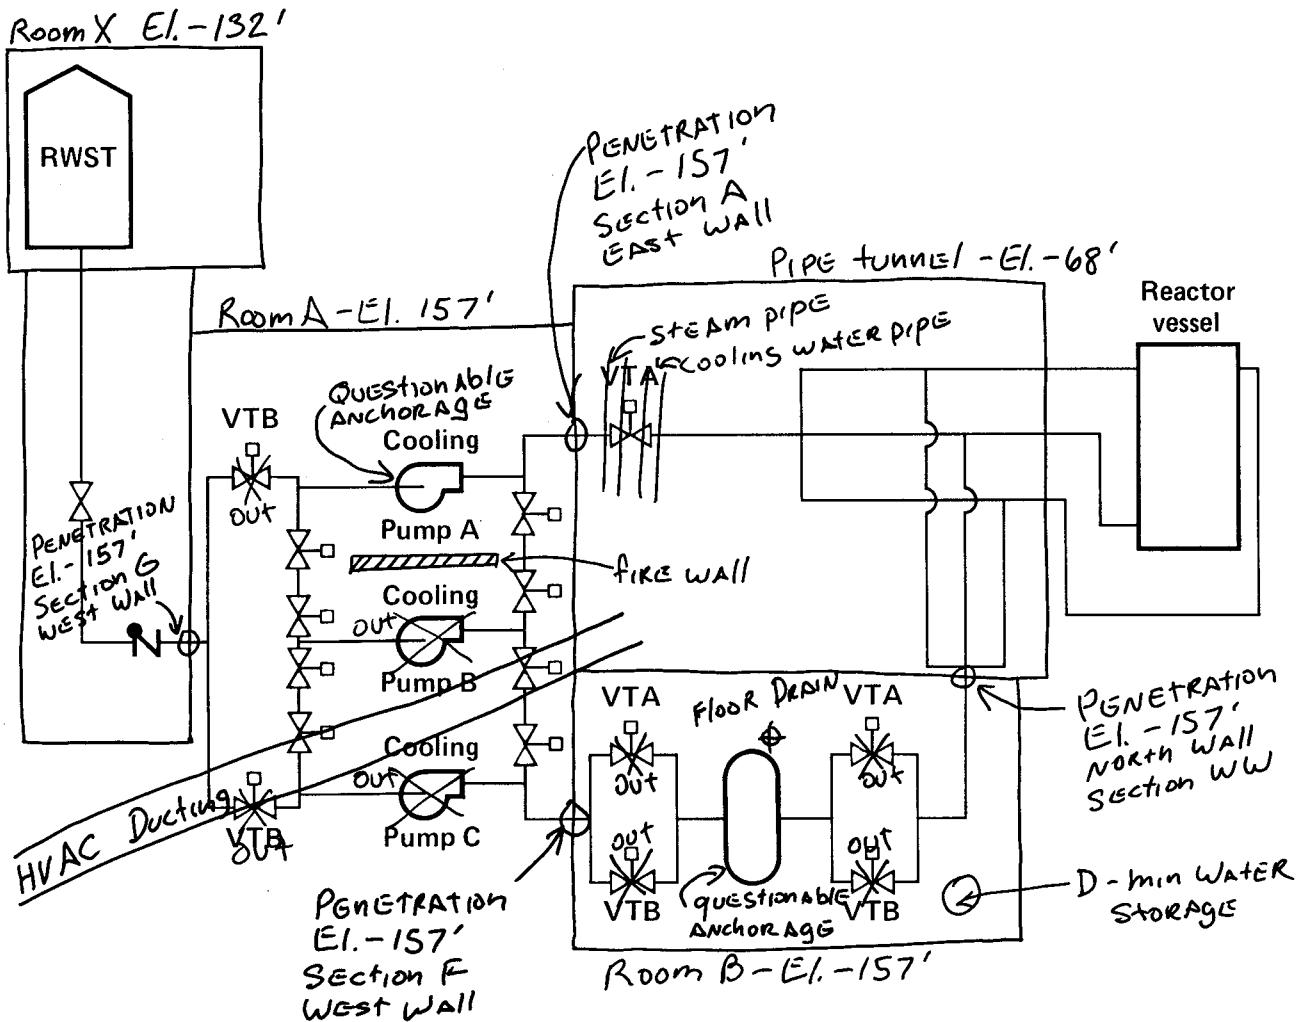 Room X El.-132'
RWST
PENETRATION
El.-157'
Section A
EAST WAll
PIPE tunnEl-El.-68'
Reactor
vessel
Room A-El. 157'
STEAM pipe
Cooling WATER pipE
VTA
QUESTIONAblE
ANChorAgE
VTB
OUT
Cooling
Pump A
PENETRATION
El.-157'
Section G
WEST WAll
fIRE WAll
Cooling
OUT
Pump B
Cooling
OUT
Pump C
HVAC Ducting
VTB
OUT
VTA
OUT
FlOOR DRAIN
VTA
OUT
OUT
VTB
OUT
VTB
questionAblE
ANChorAgE
PENETRATION
El.-157'
NORTH WAll
Section WW
D-min WATER
STORAGE
PENETRATION
El.-157'
Section F
WEST WAll
Room B-El.-157'